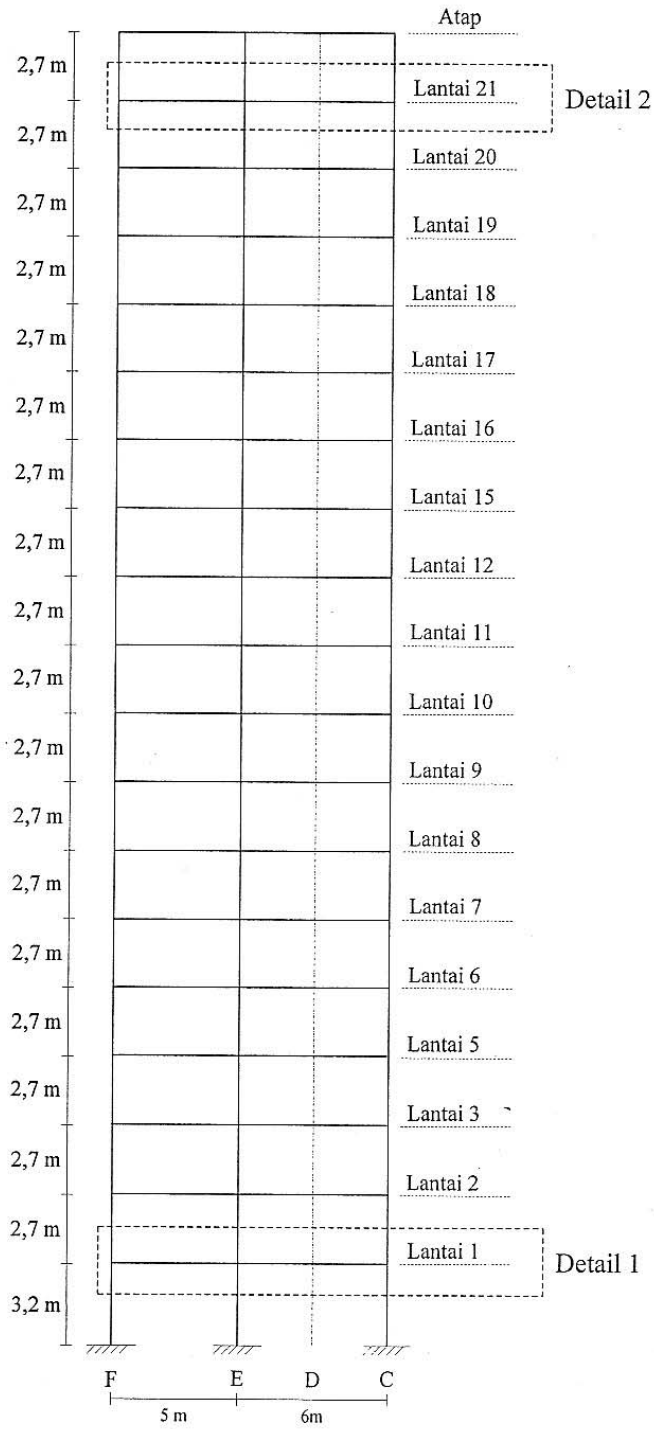 Atap
2,7 m
Lantai 21
Detail 2
2,7 m
Lantai 20
2,7 m
Lantai 19
2,7 m
Lantai 18
2,7 m
Lantai 17
2,7 m
Lantai 16
2,7 m
Lantai 15
2,7 m
Lantai 12
2,7 m
Lantai 11
2,7 m
Lantai 10
2,7 m
Lantai 9
2,7 m
Lantai 8
2,7 m
Lantai 7
2,7 m
Lantai 6
2,7 m
Lantai 5
2,7 m
Lantai 3
2,7 m
Lantai 2
2,7 m
Lantai 1
Detail 1
3,2 m
F E D C
5 m 6m